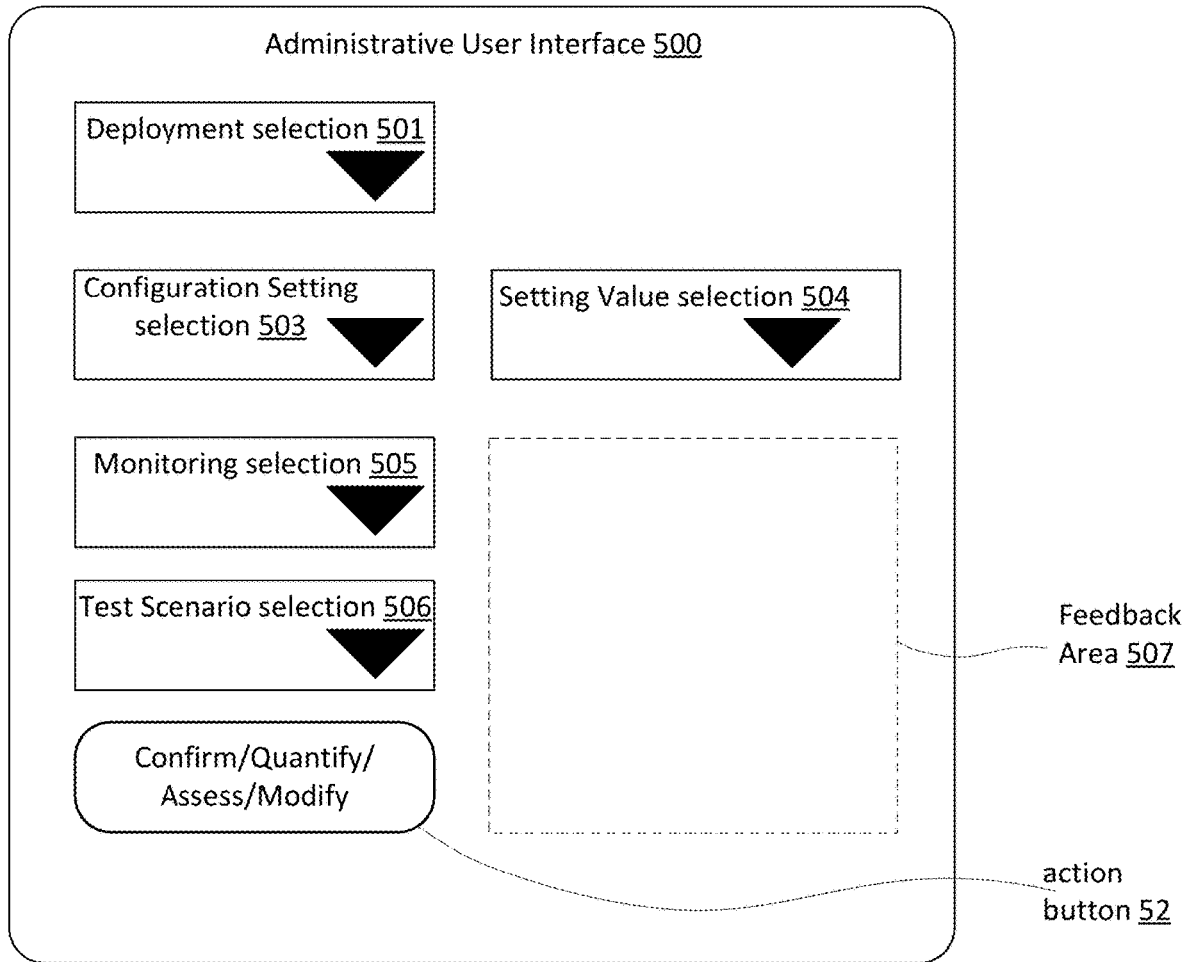 Administrative User Interface 500
Deployment selection 501
Configuration Setting
selection 503
Setting Value selection 504
Monitoring selection 505
Test Scenario selection 506
Confirm/Quantify/
Assess/Modify
Feedback
Area 507
action
button 52